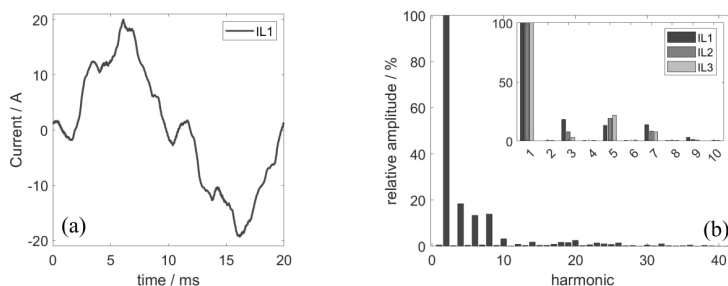 20
10
0
-10
-20
Current / A
IL1
(a)
0
5
10
15
20
time / ms
100
80
60
40
20
0
relative amplitude / %
100
50
0
IL1
IL2
IL3
1 2 3 4 5 6 7 8 9 10
(b)
0
10
20
30
40
harmonic